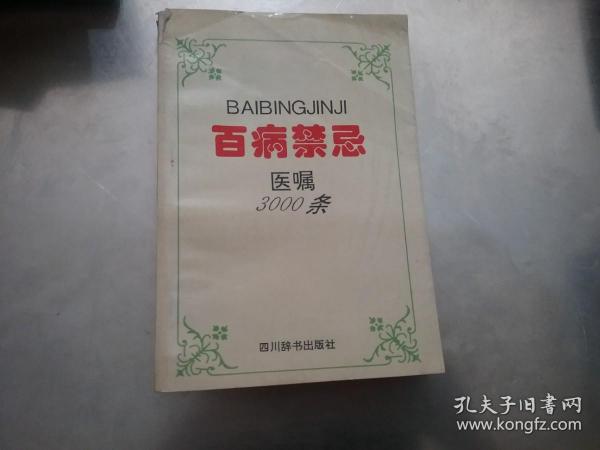 BAIBINGJINJI
百病禁忌
医嘱
3000条
四川辞书出版社
孔夫子旧書网
www.kongfz.com